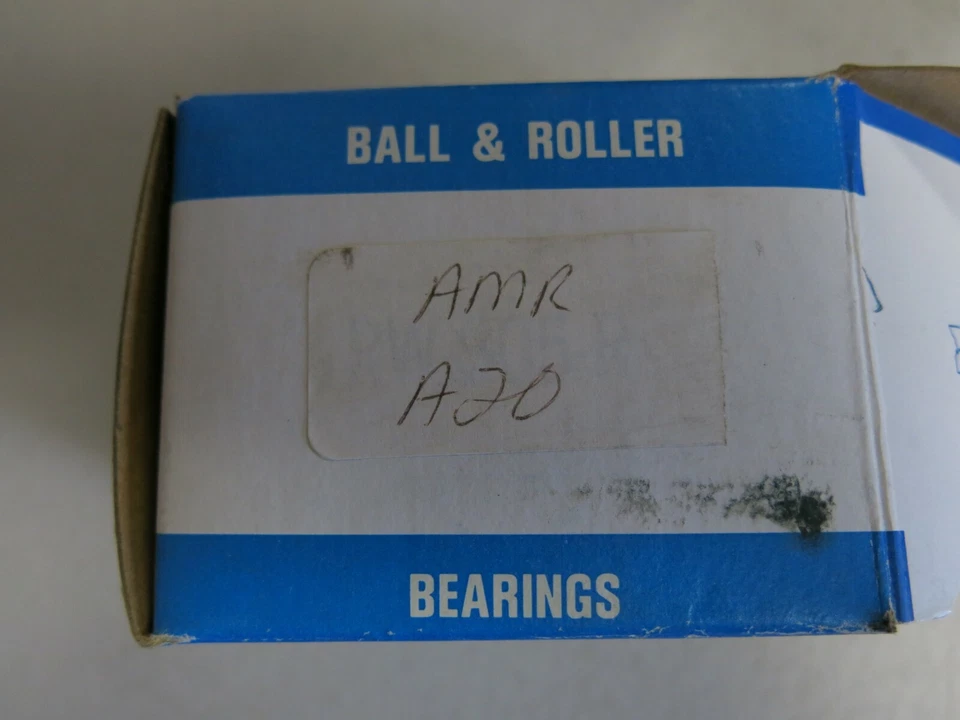 BALL & ROLLER
AMR
A20
BEARINGS